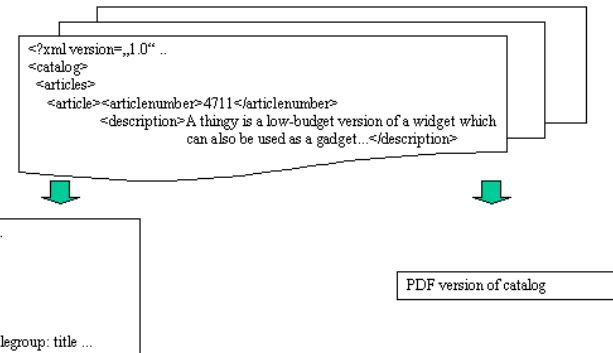 <?xml version=„1.0“ ..
<catalog>
<articles>
<article><articlenumber>4711</articlenumber>
<description>A thingy is a low-budget version of a widget which
can also be used as a gadget...</description>
.
PDF version of catalog
legroup: title ...